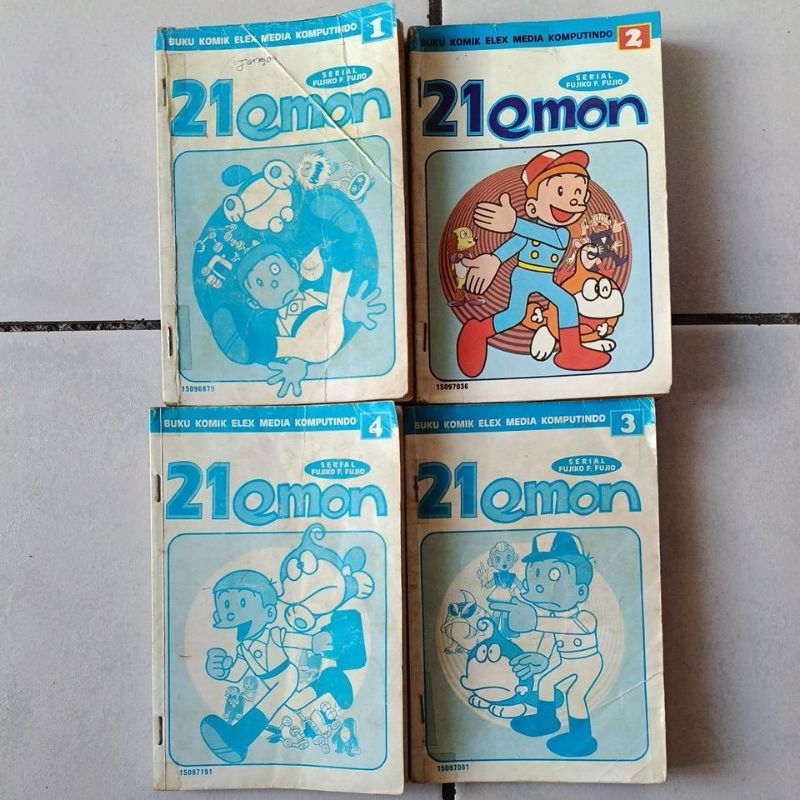 BUKU KOMIK ELEX MEDIA KOMPUTINDO 1
SERIAL
FUJIKO F. FUJIO
21emon
15096875
BUKU KOMIK ELEX MEDIA KOMPUTINDO 2
SERIAL
FUJIKO F. FUJIO
21emon
15097036
BUKU KOMIK ELEX MEDIA KOMPUTINDO 4
SERIAL
FUJIKO F. FUJIO
21emon
15097191
BUKU KOMIK ELEX MEDIA KOMPUTINDO 3
SERIAL
FUJIKO F. FUJIO
21emon
15097081